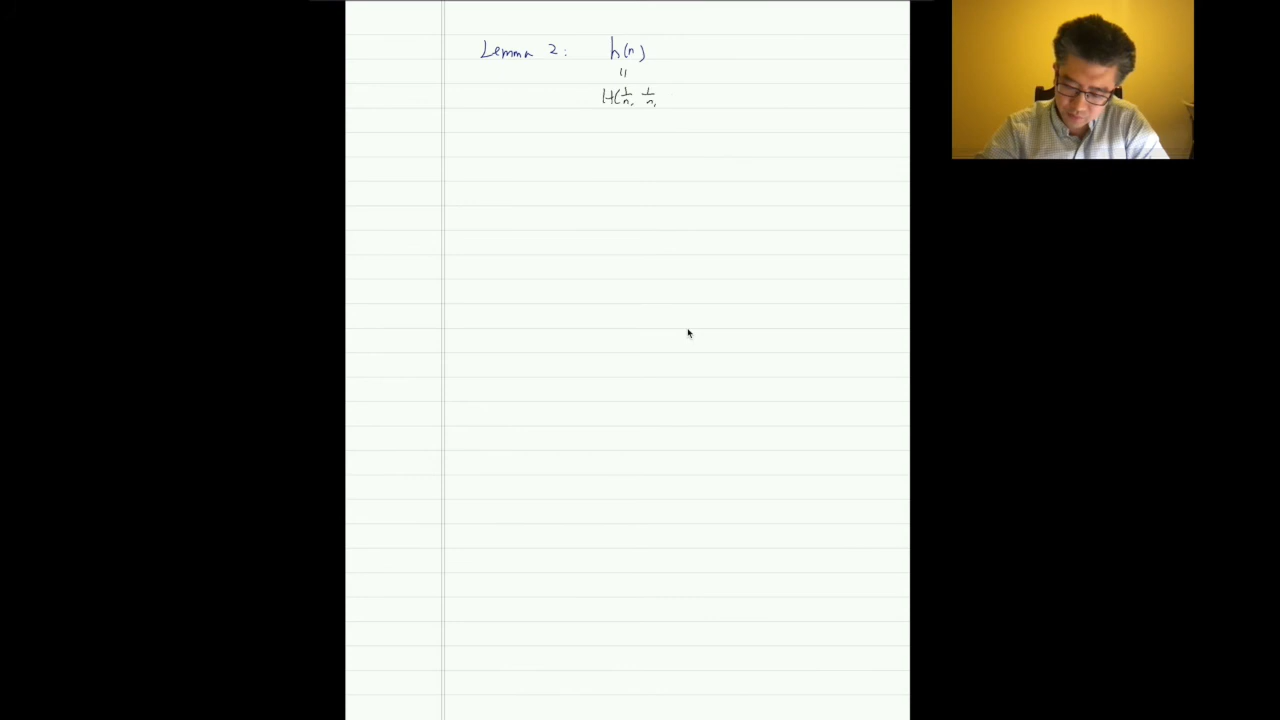 Lemma 2: h(n)
=
H(1/n, 1/n,